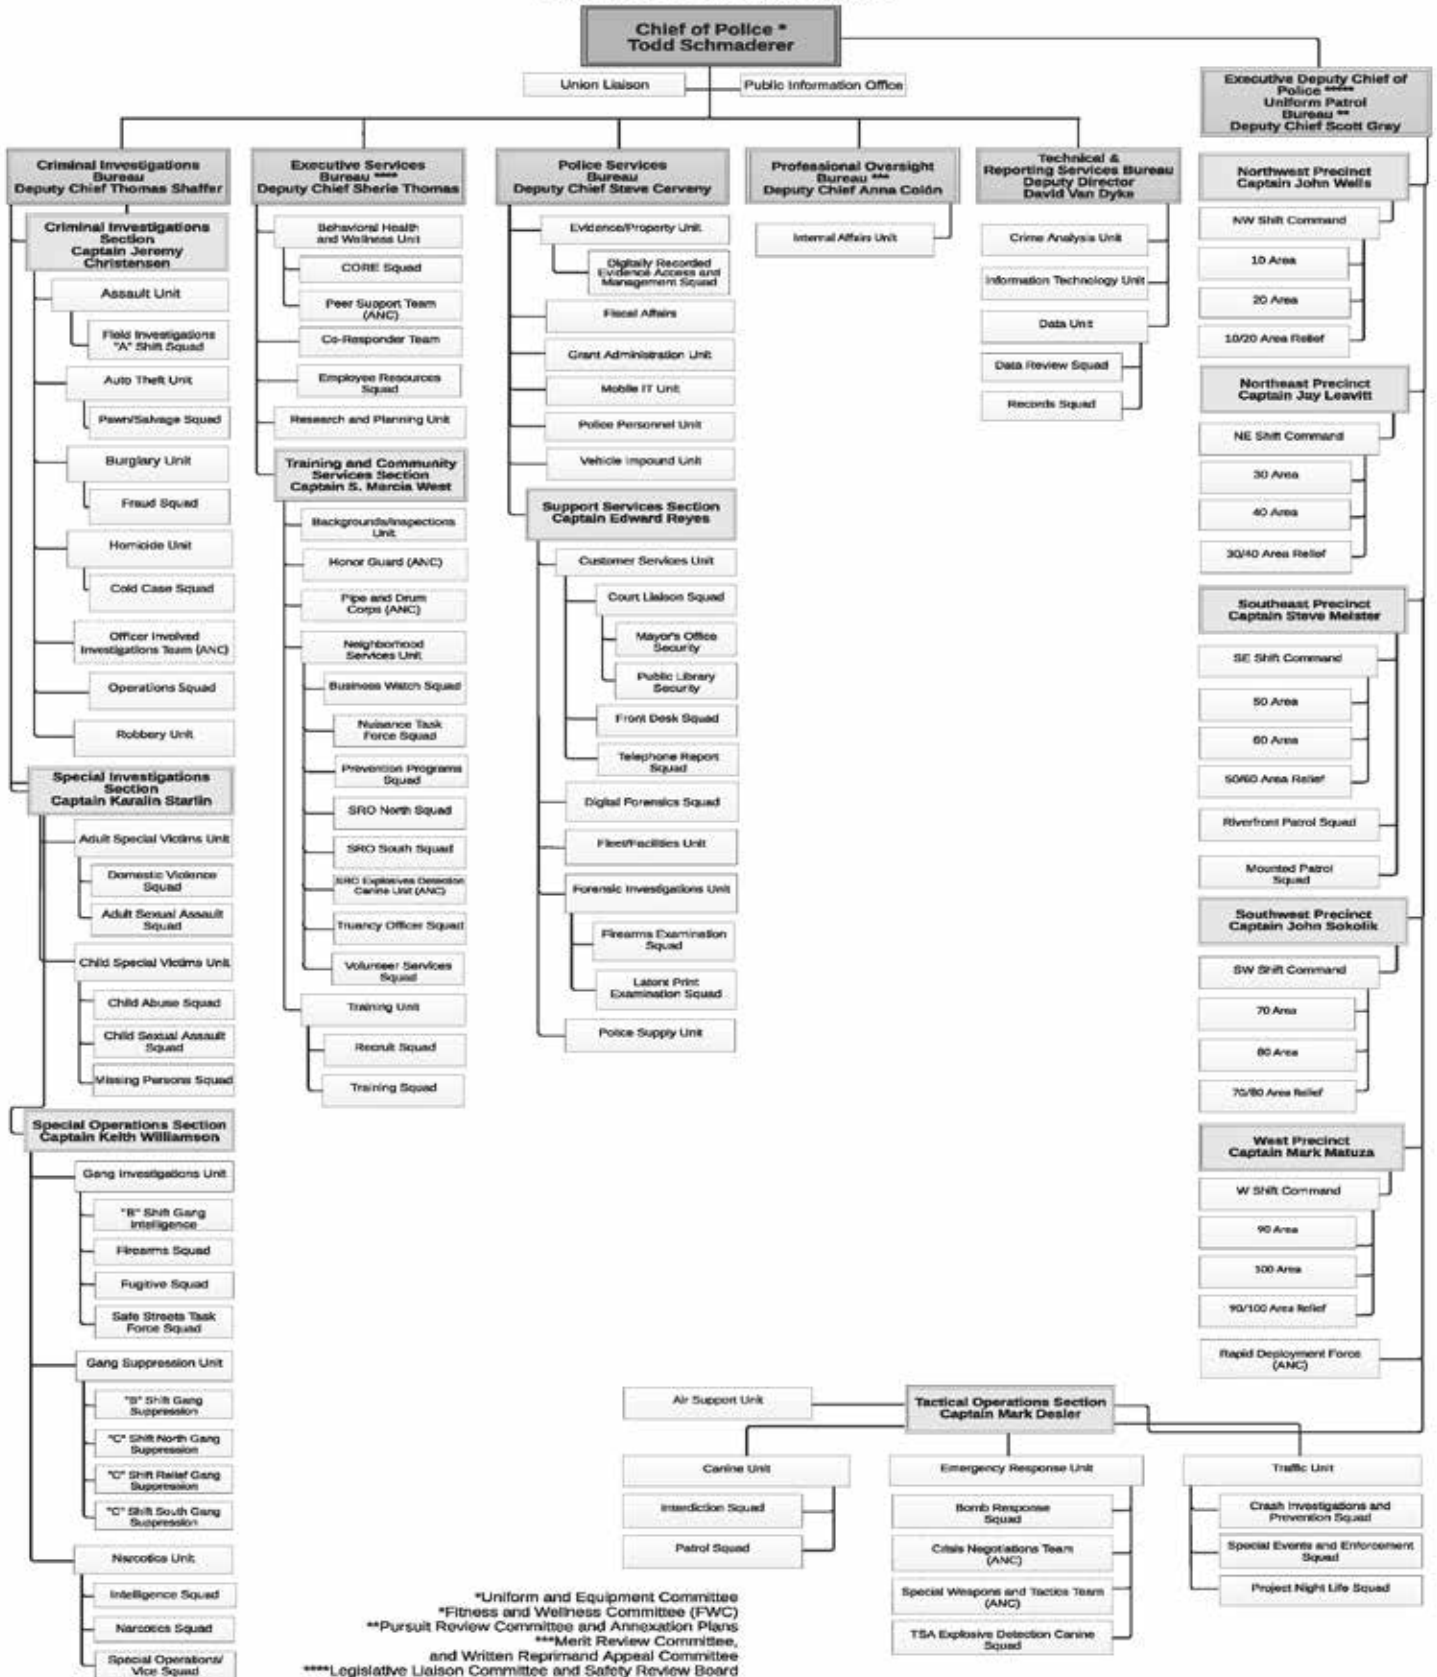 Chief of Police *
Todd Schmaderer
Union Liaison
Public Information Office
Executive Deputy Chief of
Police *****
Uniform Patrol
Bureau **
Deputy Chief Scott Gray
Criminal Investigations
Bureau
Deputy Chief Thomas Shaffer
Criminal Investigations
Section
Captain Jeremy
Christensen
Assault Unit
Field Investigations
"A" Shift Squad
Auto Theft Unit
Pawn/Salvage Squad
Burglary Unit
Fraud Squad
Homicide Unit
Cold Case Squad
Officer Involved
Investigations Team (ANC)
Operations Squad
Robbery Unit
Special Investigations
Section
Captain Karalin Starlin
Adult Special Victims Unit
Domestic Violence
Squad
Adult Sexual Assault
Squad
Child Special Victims Unit
Child Abuse Squad
Child Sexual Assault
Squad
Missing Persons Squad
Special Operations Section
Captain Keith Williamson
Gang Investigations Unit
"B" Shift Gang
Intelligence
Firearms Squad
Fugitive Squad
Safe Streets Task
Force Squad
Gang Suppression Unit
"B" Shift Gang
Suppression
"C" Shift North Gang
Suppression
"C" Shift Relief Gang
Suppression
"C" Shift South Gang
Suppression
Narcotics Unit
Intelligence Squad
Narcotics Squad
Special Operations/
Vice Squad
Executive Services
Bureau ****
Deputy Chief Sherie Thomas
Behavioral Health
and Wellness Unit
CORE Squad
Peer Support Team
(ANC)
Co-Responder Team
Employee Resources
Squad
Research and Planning Unit
Training and Community
Services Section
Captain S. Marcia West
Backgrounds/Inspections
Unit
Honor Guard (ANC)
Pipe and Drum
Corps (ANC)
Neighborhood
Services Unit
Business Watch Squad
Nuisance Task
Force Squad
Prevention Programs
Squad
SRO North Squad
SRO South Squad
SRO Explosives Detection
Canine Unit (ANC)
Truancy Officer Squad
Volunteer Services
Squad
Training Unit
Recruit Squad
Training Squad
Police Services
Bureau
Deputy Chief Steve Cerveny
Evidence/Property Unit
Digitally Recorded
Evidence Access and
Management Squad
Fiscal Affairs
Grant Administration Unit
Mobile IT Unit
Police Personnel Unit
Vehicle Impound Unit
Support Services Section
Captain Edward Reyes
Customer Services Unit
Court Liaison Squad
Mayor's Office
Security
Public Library
Security
Front Desk Squad
Telephone Report
Squad
Digital Forensics Squad
Fleet/Facilities Unit
Forensic Investigations Unit
Firearms Examination
Squad
Latent Print
Examination Squad
Police Supply Unit
Professional Oversight
Bureau ***
Deputy Chief Anna Colón
Internal Affairs Unit
Technical &
Reporting Services Bureau
Deputy Director
David Van Dyke
Crime Analysis Unit
Information Technology Unit
Data Unit
Data Review Squad
Records Squad
Northwest Precinct
Captain John Wells
NW Shift Command
10 Area
20 Area
10/20 Area Relief
Northeast Precinct
Captain Jay Leavitt
NE Shift Command
30 Area
40 Area
30/40 Area Relief
Southeast Precinct
Captain Steve Meister
SE Shift Command
50 Area
60 Area
50/60 Area Relief
Riverfront Patrol Squad
Mounted Patrol
Squad
Southwest Precinct
Captain John Sokolik
SW Shift Command
70 Area
80 Area
70/80 Area Relief
West Precinct
Captain Mark Matuza
W Shift Command
90 Area
100 Area
90/100 Area Relief
Rapid Deployment Force
(ANC)
Air Support Unit
Tactical Operations Section
Captain Mark Desler
Canine Unit
Interdiction Squad
Patrol Squad
Emergency Response Unit
Bomb Response
Squad
Crisis Negotiations Team
(ANC)
Special Weapons and Tactics Team
(ANC)
TSA Explosive Detection Canine
Squad
Traffic Unit
Crash Investigations and
Prevention Squad
Special Events and Enforcement
Squad
Project Night Life Squad
*Uniform and Equipment Committee
*Fitness and Wellness Committee (FWC)
**Pursuit Review Committee and Annexation Plans
***Merit Review Committee,
and Written Reprimand Appeal Committee
****Legislative Liaison Committee and Safety Review Board